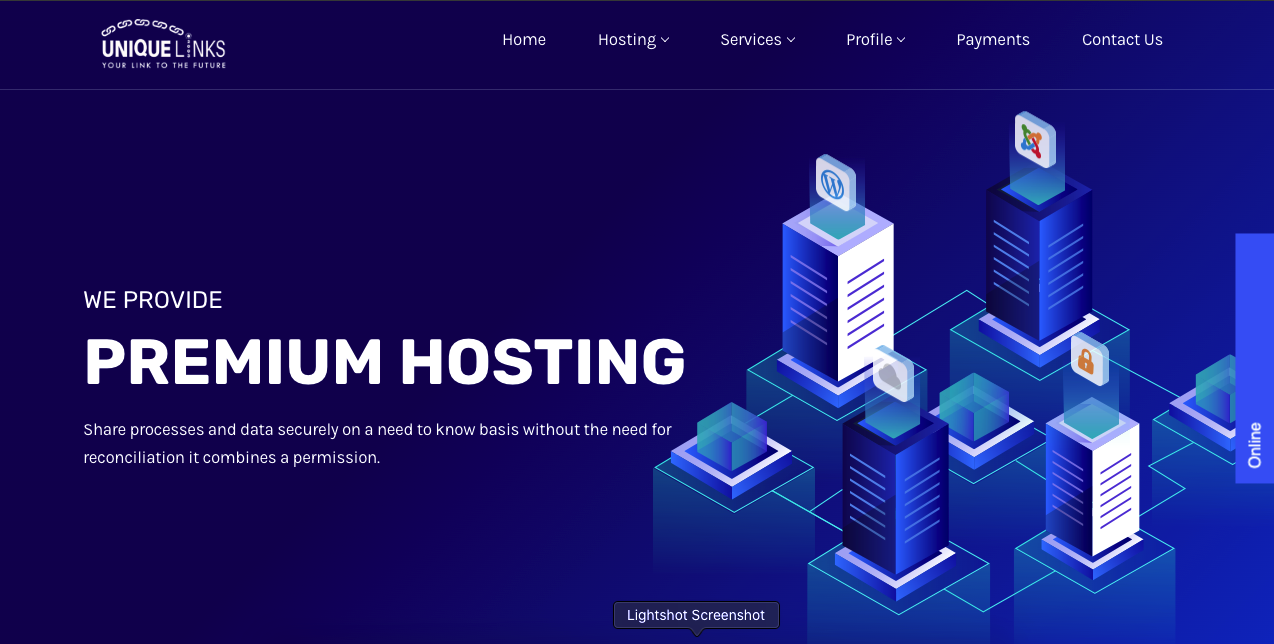 UNIQUE LINKS
YOUR LINK TO THE FUTURE
Home
Hosting
Services
Profile
Payments
Contact Us
WE PROVIDE
PREMIUM HOSTING
Share processes and data securely on a need to know basis without the need for
reconciliation it combines a permission.
Online
Lightshot Screenshot